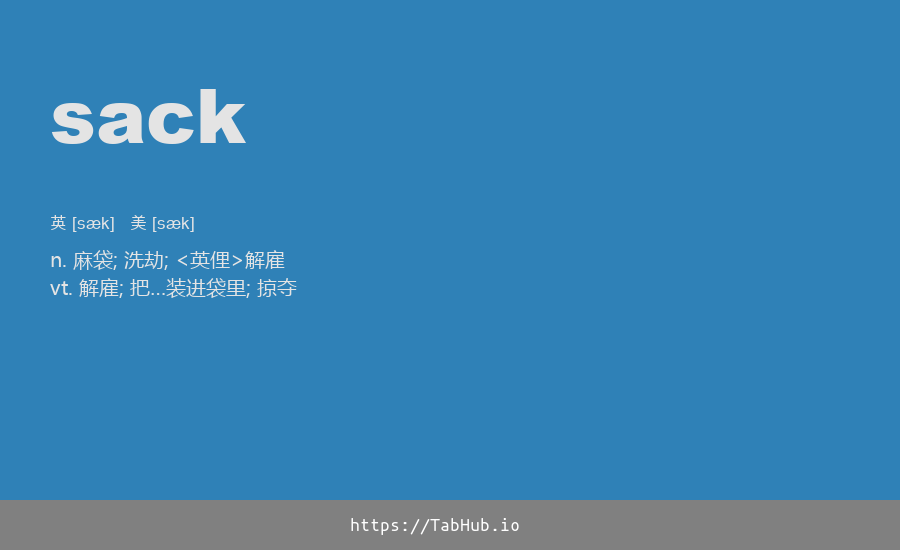 sack
英 [sæk] 美 [sæk]
n. 麻袋; 洗劫; <英俚>解雇
vt. 解雇; 把…装进袋里; 掠夺
https://TabHub.io